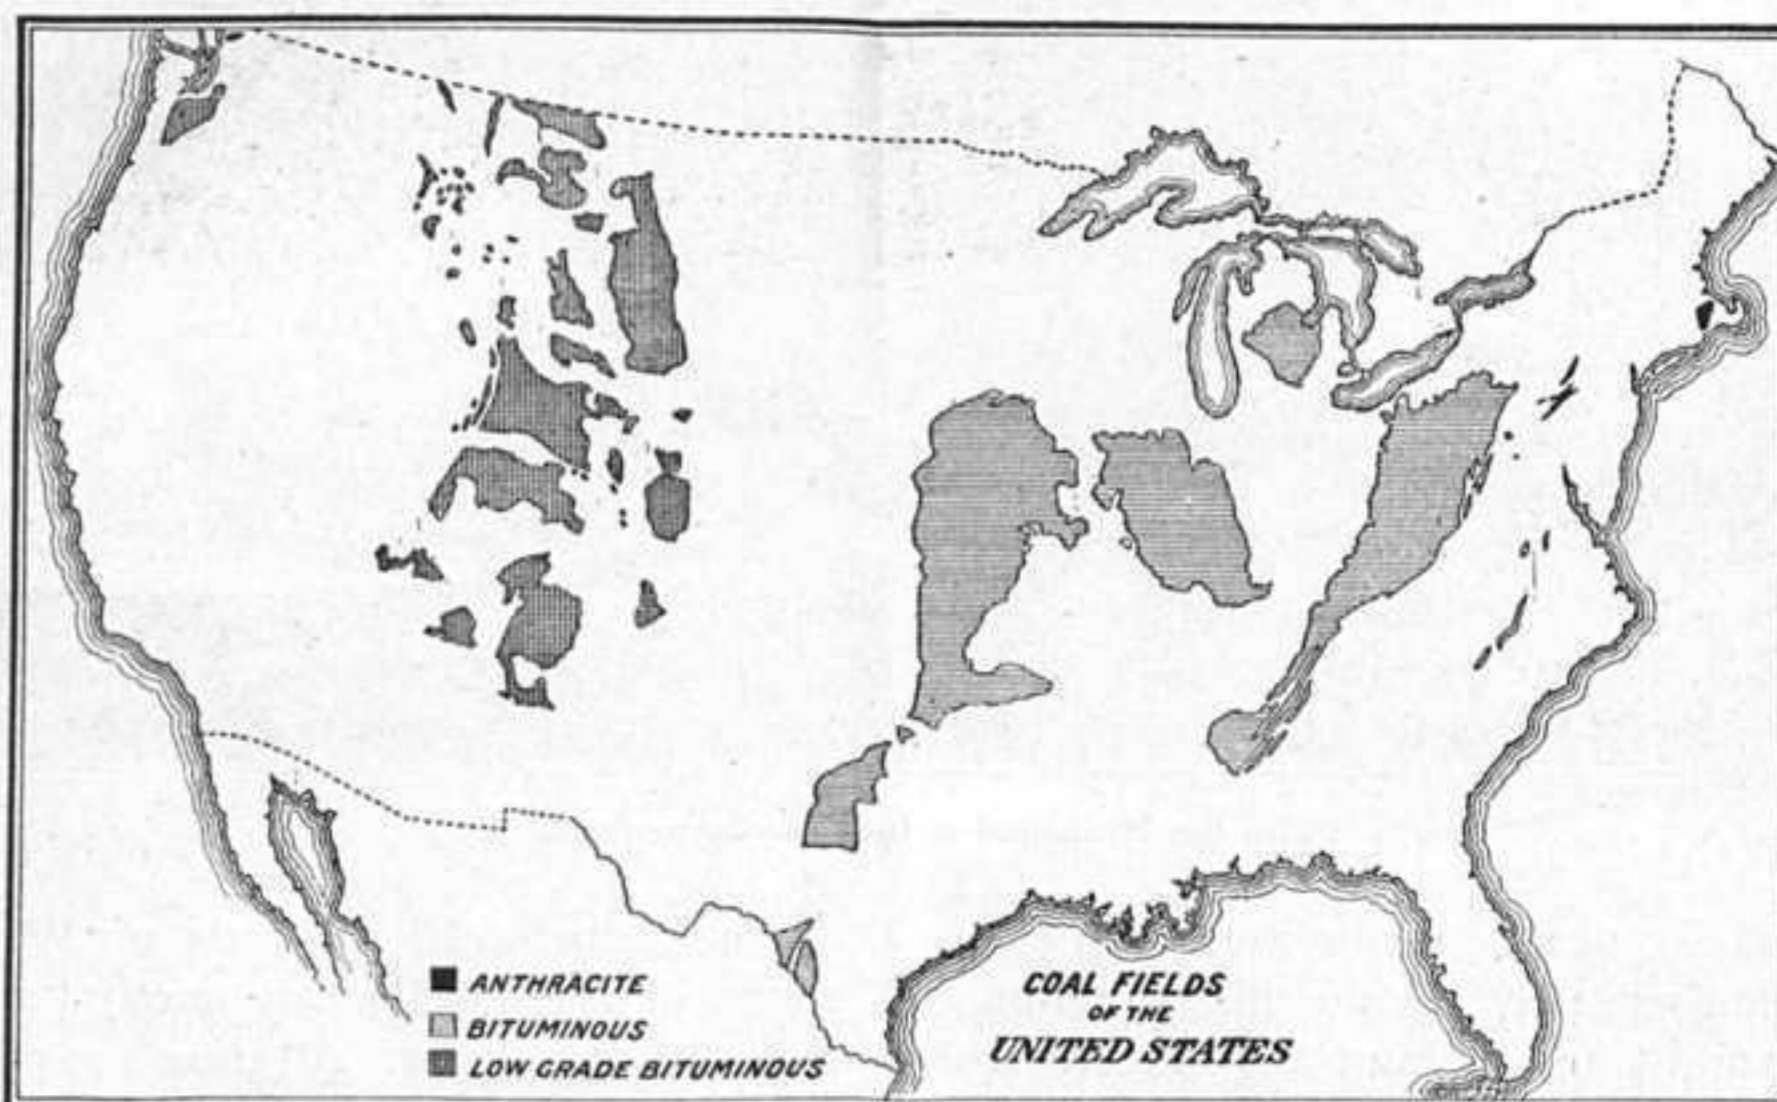 ANTHRACITE
BITUMINOUS
LOW GRADE BITUMINOUS
COAL FIELDS
OF THE
UNITED STATES